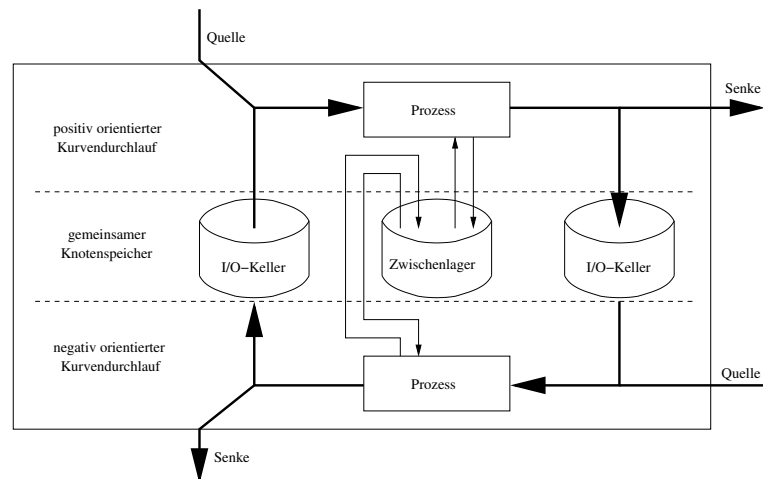 Quelle
Senke
Prozess
positiv orientierter
Kurvendurchlauf
gemeinsamer
Knotenspeicher
I/O−Keller
Zwischenlager
I/O−Keller
negativ orientierter
Kurvendurchlauf
Prozess
Quelle
Senke